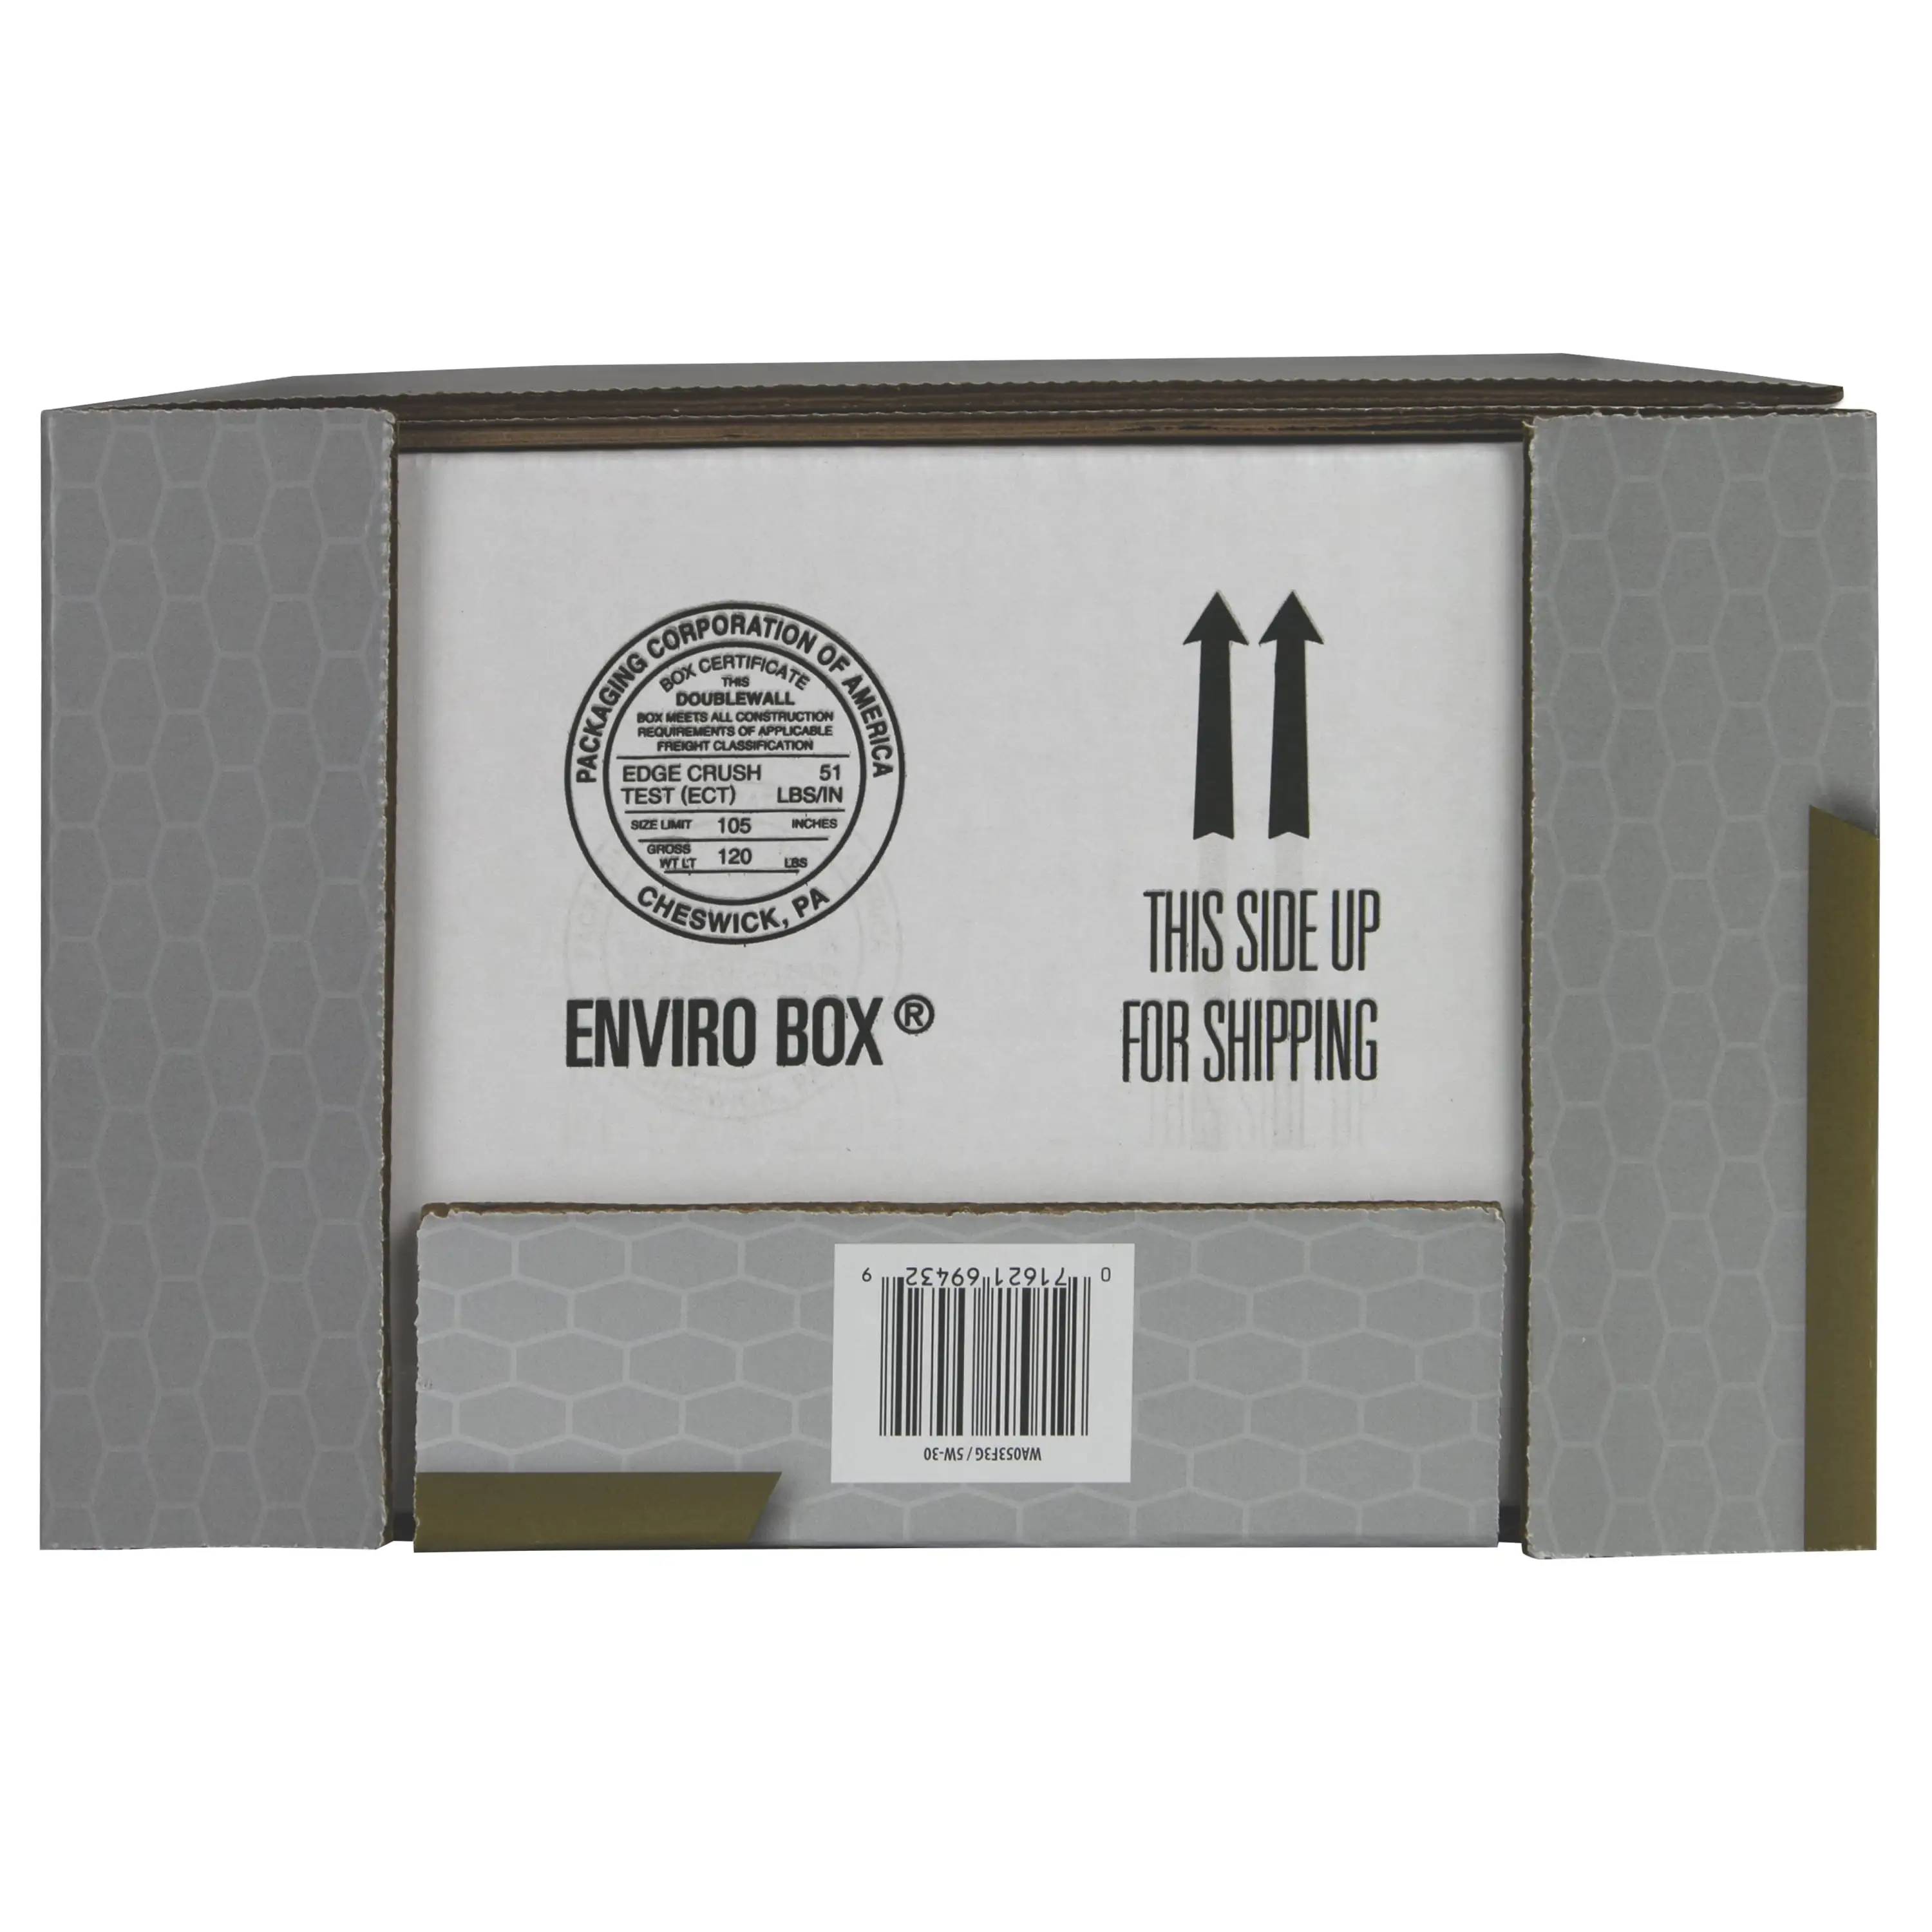 PACKAGING CORPORATION OF AMERICA
BOX CERTIFICATE
THIS
DOUBLEWALL
BOX MEETS ALL CONSTRUCTION
REQUIREMENTS OF APPLICABLE
FREIGHT CLASSIFICATION
EDGE CRUSH 51
TEST (ECT) LBS/IN
SIZE LIMIT 105 INCHES
GROSS
WT LT 120 LBS
CHESWICK, PA
ENVIRO BOX®
THIS SIDE UP
FOR SHIPPING
WA053F3G / 5W-30
0 71621 69432 9